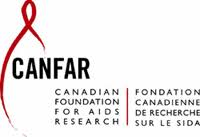 CANFAR
CANADIAN
FOUNDATION
FOR AIDS
RESEARCH
FONDATION
CANADIENNE
DE RECHERCHE
SUR LE SIDA